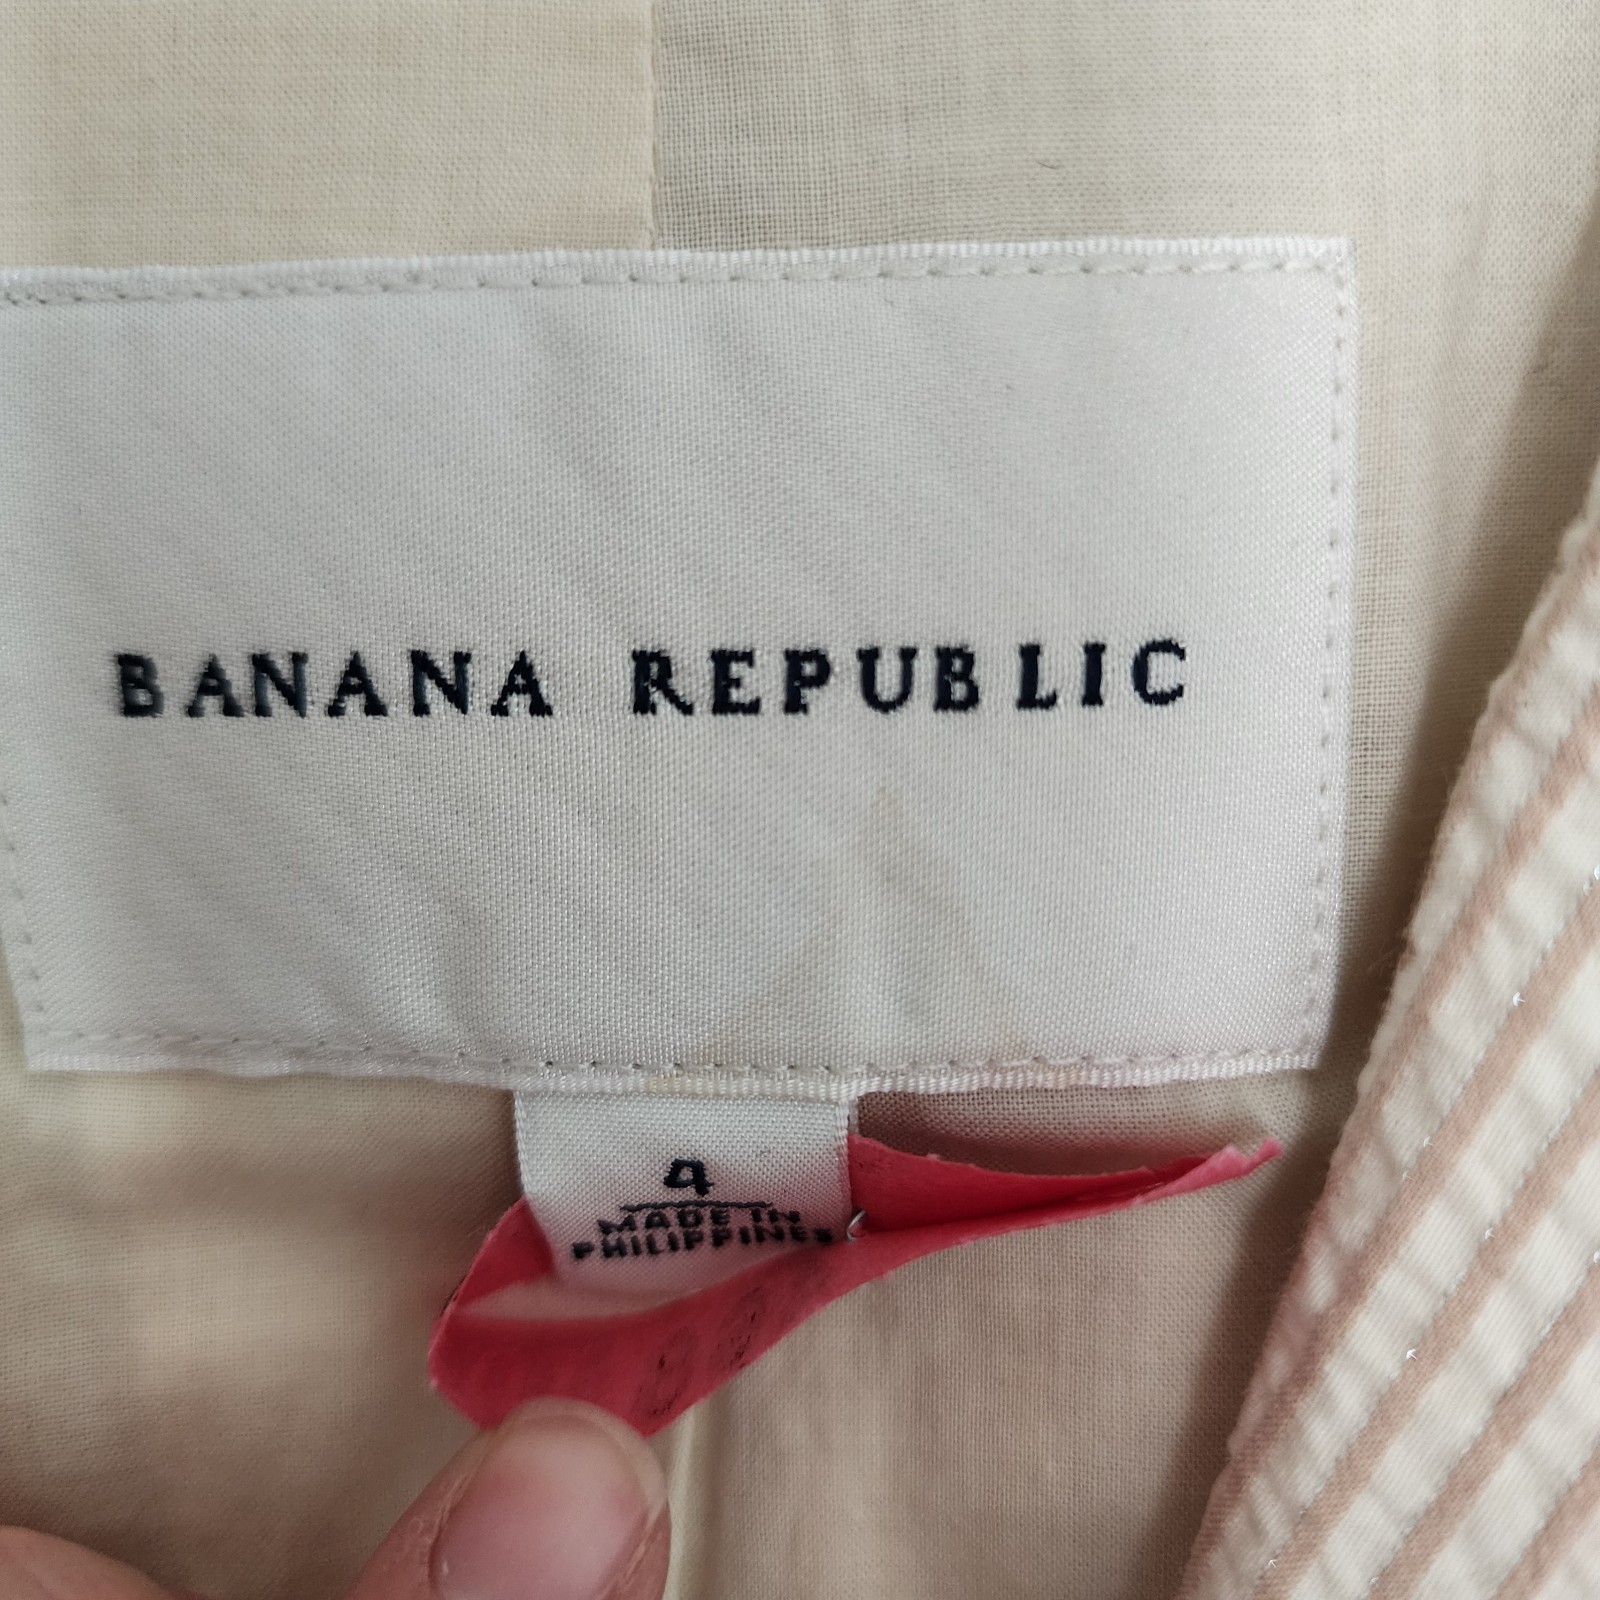 BANANA REPUBLIC
4
MADE IN
PHILIPPINES